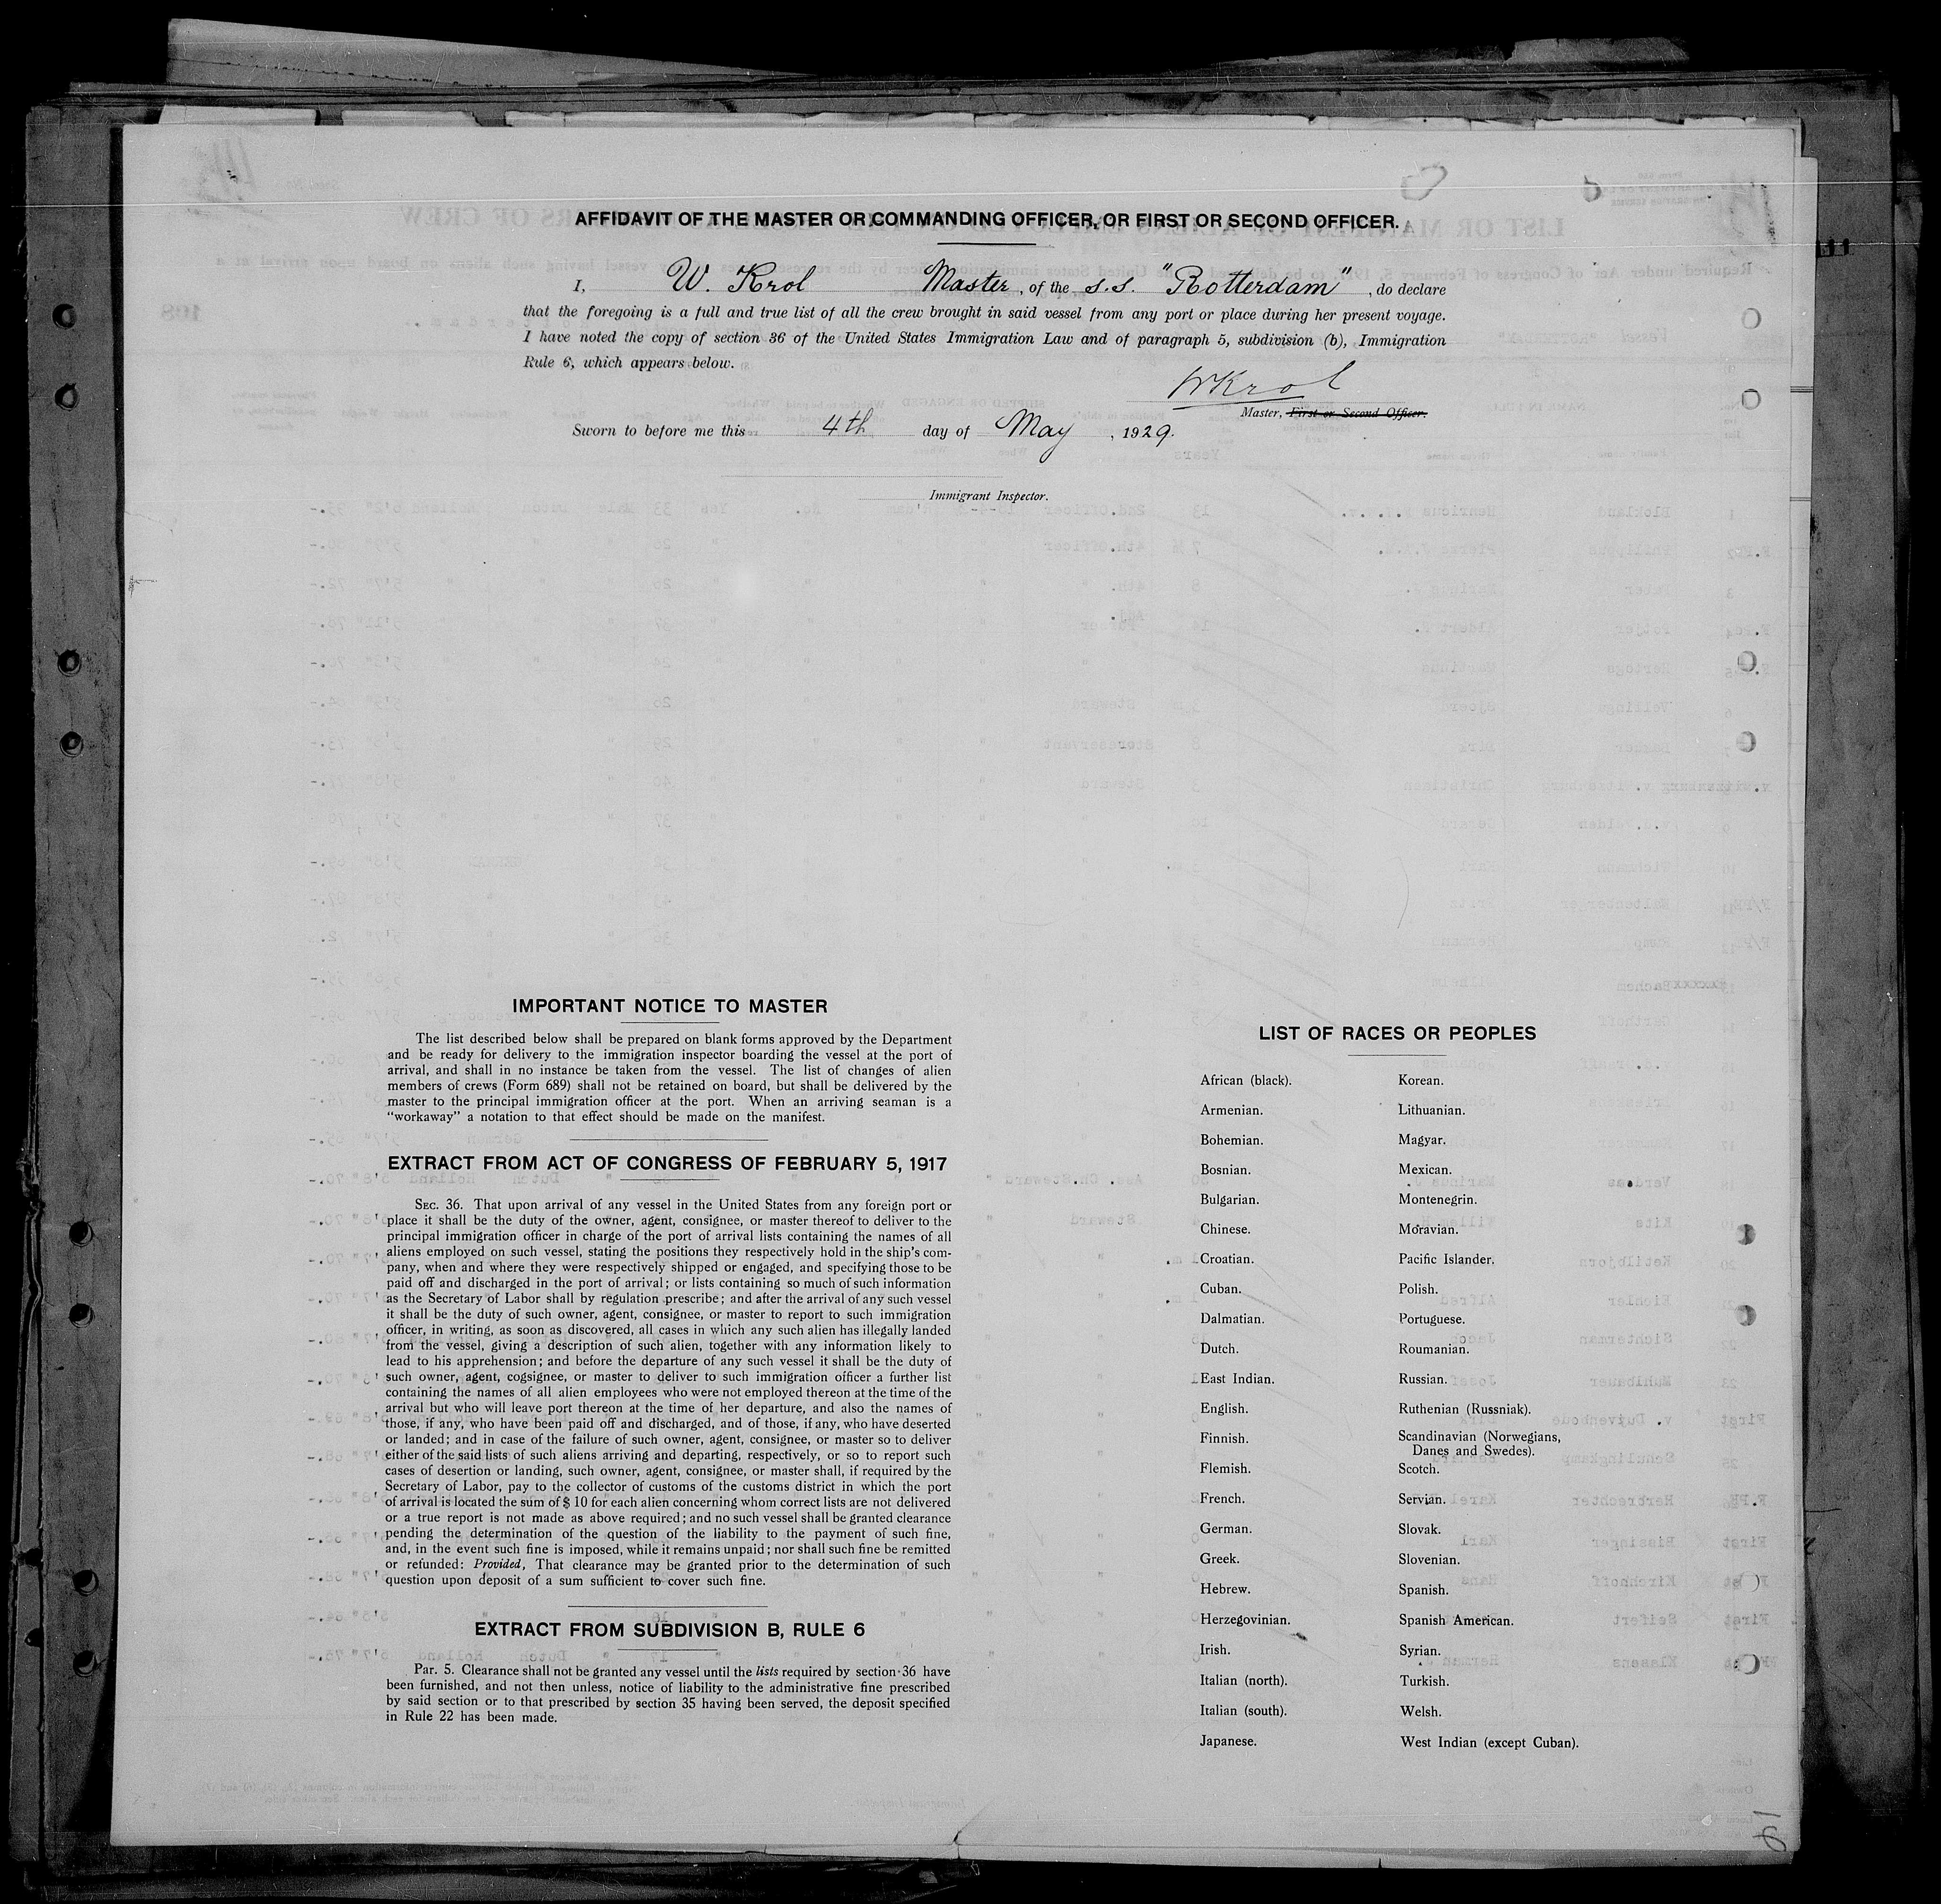 AFFIDAVIT OF THE MASTER OR COMMANDING OFFICER, OR FIRST OR SECOND OFFICER.
I, W. Krol Master, of the s.s. "Rotterdam", do declare
that the foregoing is a full and true list of all the crew brought in said vessel from any port or place during her present voyage.
I have noted the copy of section 36 of the United States Immigration Law and of paragraph 5, subdivision (b), Immigration
Rule 6, which appears below.
WKrol
Master, First or Second Officer.
Sworn to before me this 4th day of May, 1929.
Immigrant Inspector.
IMPORTANT NOTICE TO MASTER
The list described below shall be prepared on blank forms approved by the Department
and be ready for delivery to the immigration inspector boarding the vessel at the port of
arrival, and shall in no instance be taken from the vessel. The list of changes of alien
members of crews (Form 689) shall not be retained on board, but shall be delivered by the
master to the principal immigration officer at the port. When an arriving seaman is a
“workaway” a notation to that effect should be made on the manifest.
EXTRACT FROM ACT OF CONGRESS OF FEBRUARY 5, 1917
SEC. 36. That upon arrival of any vessel in the United States from any foreign port or
place it shall be the duty of the owner, agent, consignee, or master thereof to deliver to the
principal immigration officer in charge of the port of arrival lists containing the names of all
aliens employed on such vessel, stating the positions they respectively hold in the ship's com-
pany, when and where they were respectively shipped or engaged, and specifying those to be
paid off and discharged in the port of arrival; or lists containing so much of such information
as the Secretary of Labor shall by regulation prescribe; and after the arrival of any such vessel
it shall be the duty of such owner, agent, consignee, or master to report to such immigration
officer, in writing, as soon as discovered, all cases in which any such alien has illegally landed
from the vessel, giving a description of such alien, together with any information likely to
lead to his apprehension; and before the departure of any such vessel it shall be the duty of
such owner, agent, cogsignee, or master to deliver to such immigration officer a further list
containing the names of all alien employees who were not employed thereon at the time of the
arrival but who will leave port thereon at the time of her departure, and also the names of
those, if any, who have been paid off and discharged, and of those, if any, who have deserted
or landed; and in case of the failure of such owner, agent, consignee, or master so to deliver
either of the said lists of such aliens arriving and departing, respectively, or so to report such
cases of desertion or landing, such owner, agent, consignee, or master shall, if required by the
Secretary of Labor, pay to the collector of customs of the customs district in which the port
of arrival is located the sum of $ 10 for each alien concerning whom correct lists are not delivered
or a true report is not made as above required; and no such vessel shall be granted clearance
pending the determination of the question of the liability to the payment of such fine,
and, in the event such fine is imposed, while it remains unpaid; nor shall such fine be remitted
or refunded: Provided, That clearance may be granted prior to the determination of such
question upon deposit of a sum sufficient to cover such fine.
EXTRACT FROM SUBDIVISION B, RULE 6
Par. 5. Clearance shall not be granted any vessel until the lists required by section 36 have
been furnished, and not then unless, notice of liability to the administrative fine prescribed
by said section or to that prescribed by section 35 having been served, the deposit specified
in Rule 22 has been made.
LIST OF RACES OR PEOPLES
African (black).
Armenian.
Bohemian.
Bosnian.
Bulgarian.
Chinese.
Croatian.
Cuban.
Dalmatian.
Dutch.
East Indian.
English.
Finnish.
Flemish.
French.
German.
Greek.
Hebrew.
Herzegovinian.
Irish.
Italian (north).
Italian (south).
Japanese.
Korean.
Lithuanian.
Magyar.
Mexican.
Montenegrin.
Moravian.
Pacific Islander.
Polish.
Portuguese.
Roumanian.
Russian.
Ruthenian (Russniak).
Scandinavian (Norwegians,
Danes and Swedes).
Scotch.
Servian.
Slovak.
Slovenian.
Spanish.
Spanish American.
Syrian.
Turkish.
Welsh.
West Indian (except Cuban).